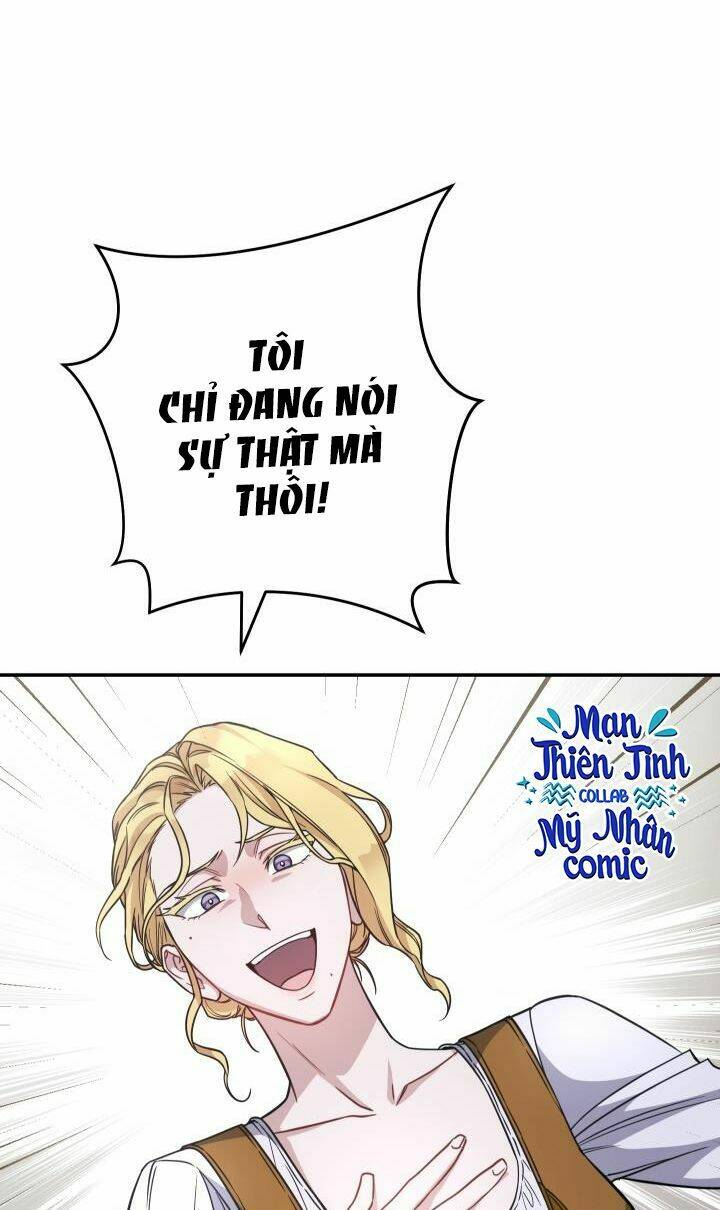 TÔI
CHỈ ĐANG NÓI
SỰ THẬT MÀ
THÔI!
Mạn
Thiên Tinh
COLLAB
Mỹ Nhân
comic